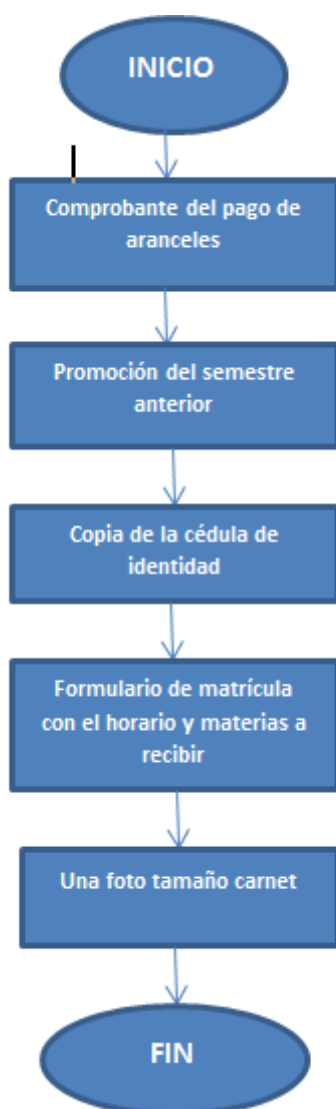 INICIO
Comprobante del pago de
aranceles
Promoción del semestre
anterior
Copia de la cédula de
identidad
Formulario de matrícula
con el horario y materias a
recibir
Una foto tamaño carnet
FIN